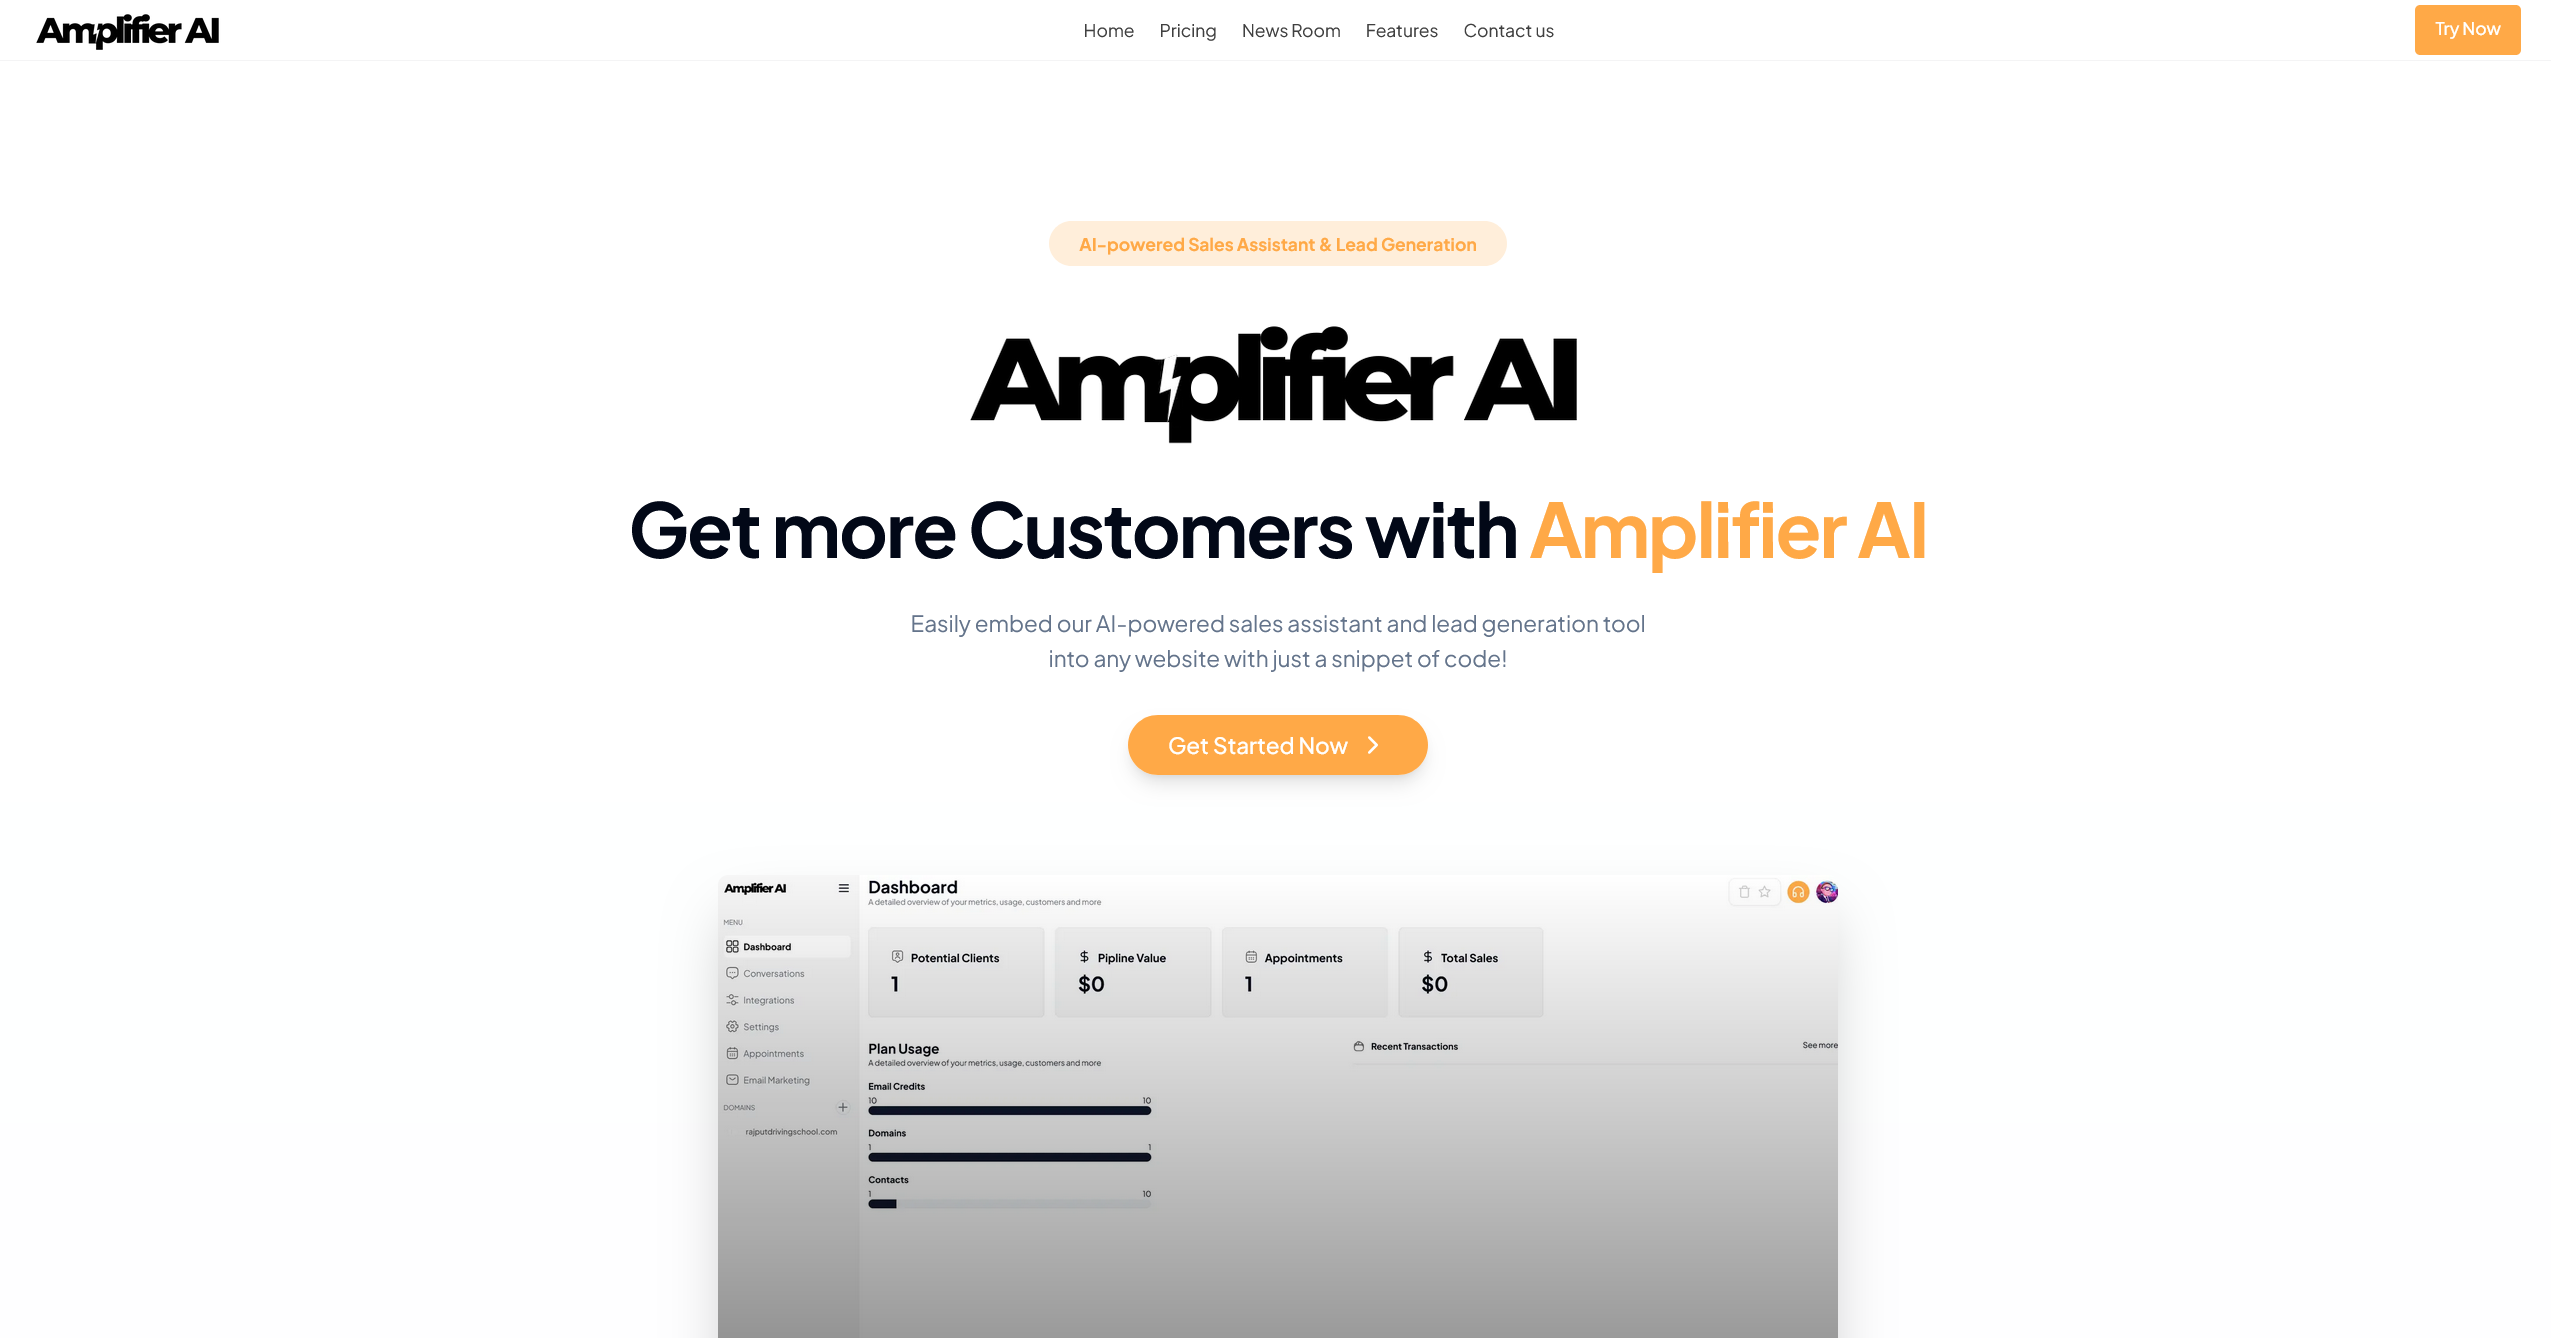 Amplifier AI
Home Pricing News Room Features Contact us
Try Now
AI-powered Sales Assistant & Lead Generation
Amplifier AI
Get more Customers with Amplifier AI
Easily embed our AI-powered sales assistant and lead generation tool
into any website with just a snippet of code!
Get Started Now
Amplifier AI
MENU
Dashboard
Conversations
Integrations
Settings
Appointments
Email Marketing
DOMAINS
rajputdrivingschool.com
Dashboard
A detailed overview of your metrics, usage, customers and more
Potential Clients
1
Pipline Value
$0
Appointments
1
Total Sales
$0
Plan Usage
A detailed overview of your metrics, usage, customers and more
Email Credits
10 10
Domains
1 1
Contacts
1 10
Recent Transactions
See more